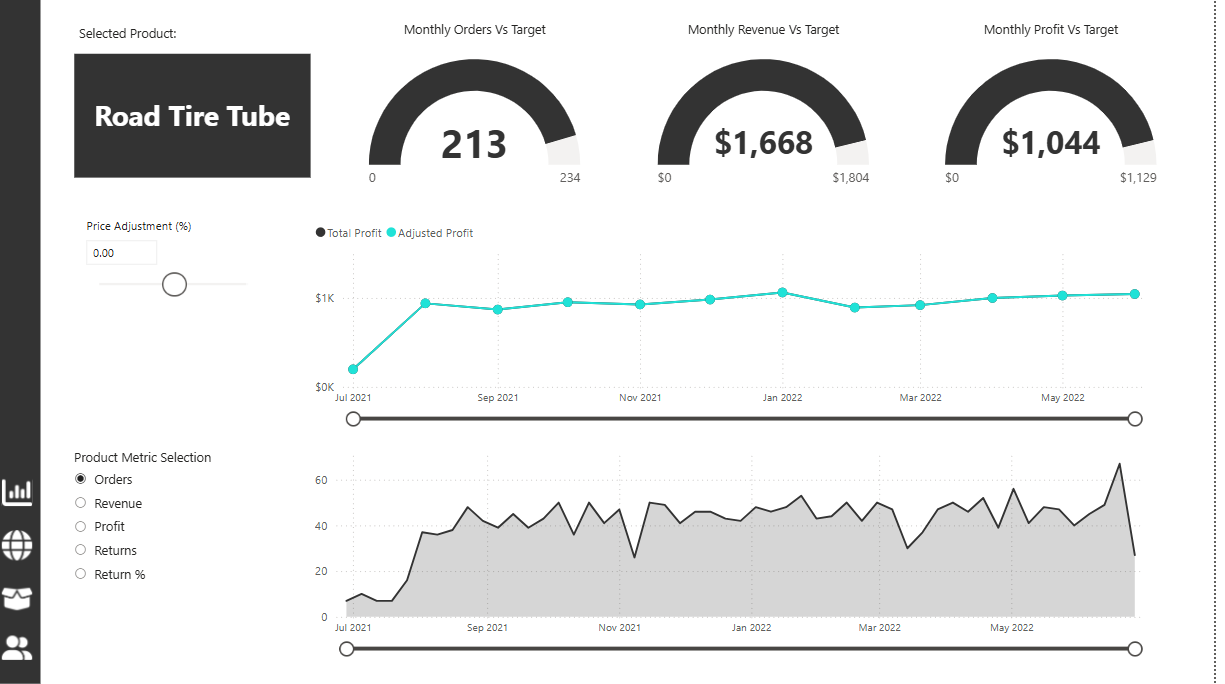 Selected Product:
Road Tire Tube
Monthly Orders Vs Target
213
0
234
Monthly Revenue Vs Target
$1,668
$0
$1,804
Monthly Profit Vs Target
$1,044
$0
$1,129
Price Adjustment (%)
0.00
Total Profit Adjusted Profit
$1K
$0K
Jul 2021 Sep 2021 Nov 2021 Jan 2022 Mar 2022 May 2022
Product Metric Selection
Orders
Revenue
Profit
Returns
Return %
60
40
20
0
Jul 2021 Sep 2021 Nov 2021 Jan 2022 Mar 2022 May 2022